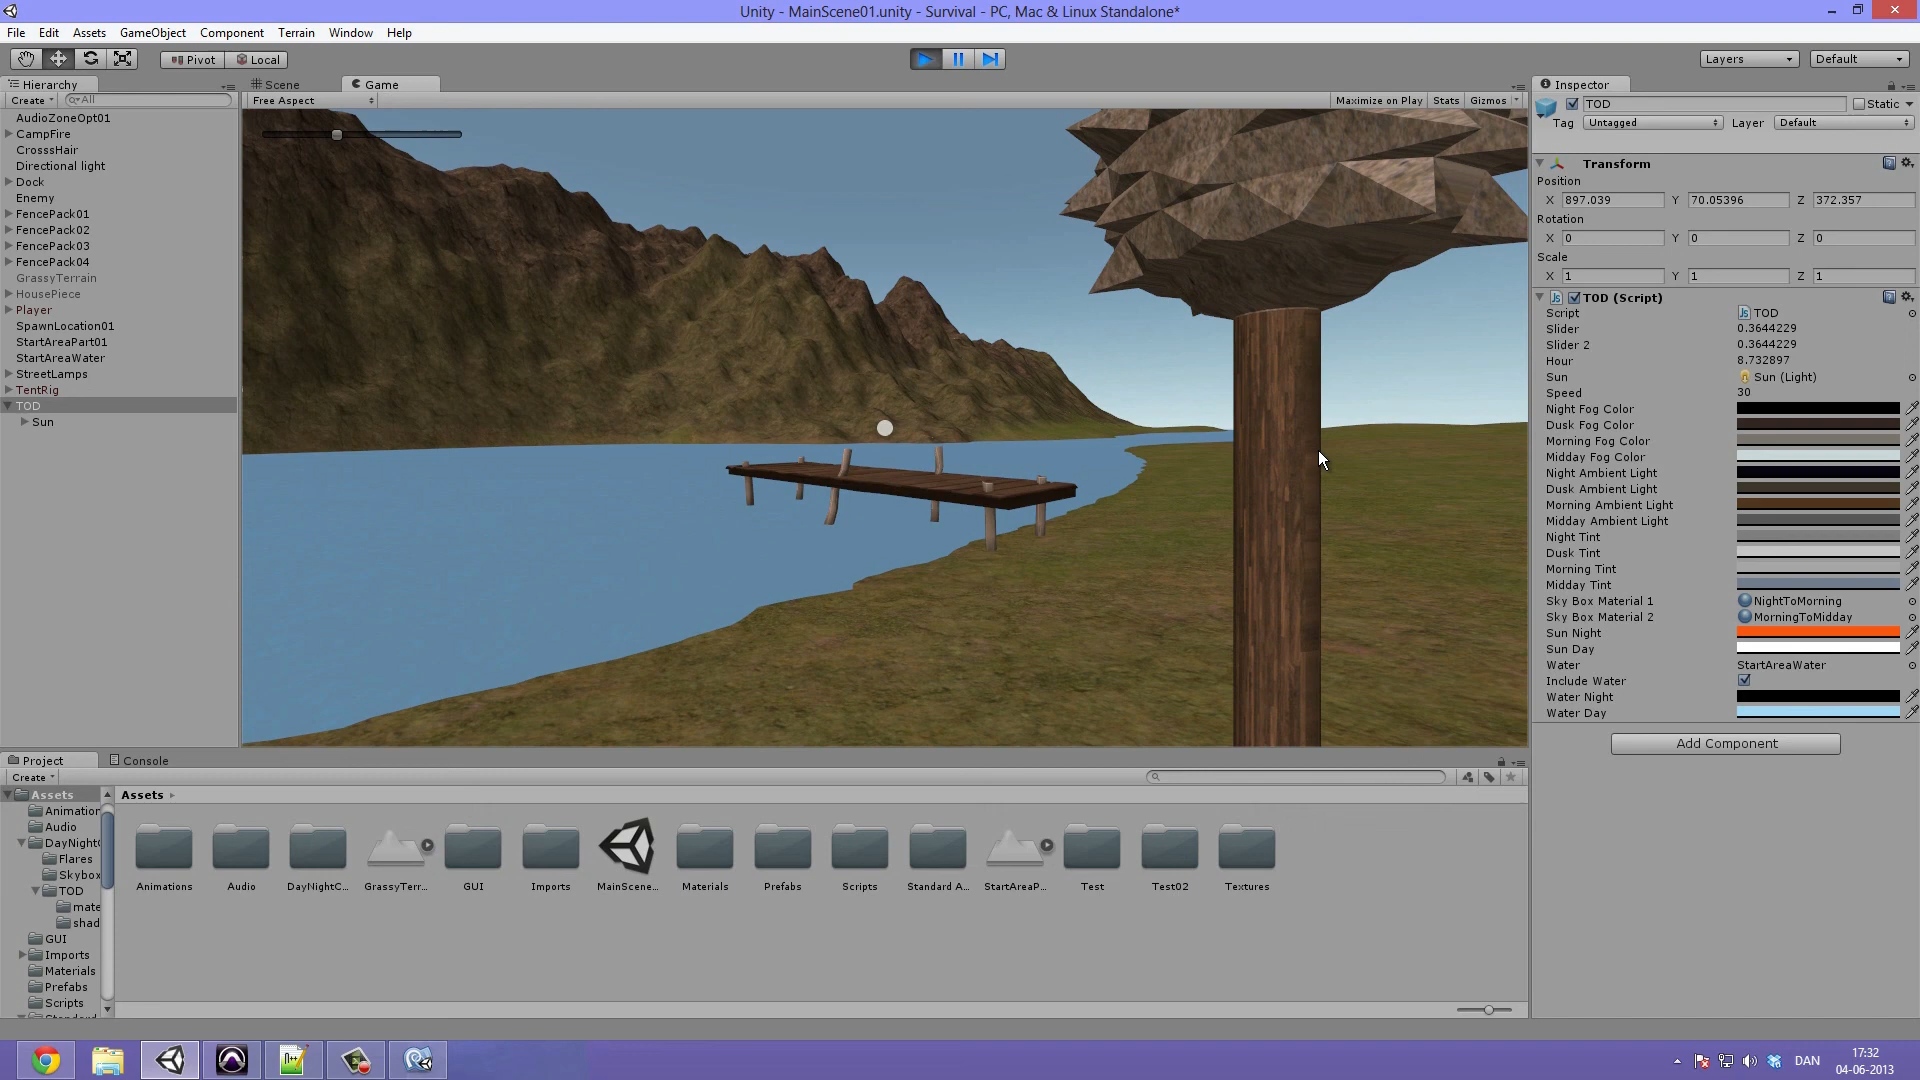 Unity - MainScene01.unity - Survival - PC, Mac & Linux Standalone*
File Edit Assets GameObject Component Terrain Window Help
Pivot Local
Layers Default
Hierarchy
Create All
AudioZoneOpt01
CampFire
CrosssHair
Directional light
Dock
Enemy
FencePack01
FencePack02
FencePack03
FencePack04
GrassyTerrain
HousePiece
Player
SpawnLocation01
StartAreaPart01
StartAreaWater
StreetLamps
TentRig
TOD
Sun
Scene Game
Free Aspect Maximize on Play Stats Gizmos
Inspector
TOD Static
Tag Untagged Layer Default
Transform
Position
X 897.039 Y 70.05396 Z 372.357
Rotation
X 0 Y 0 Z 0
Scale
X 1 Y 1 Z 1
TOD (Script)
Script TOD
Slider 0.3644229
Slider 2 0.3644229
Hour 8.732897
Sun Sun (Light)
Speed 30
Night Fog Color
Dusk Fog Color
Morning Fog Color
Midday Fog Color
Night Ambient Light
Dusk Ambient Light
Morning Ambient Light
Midday Ambient Light
Night Tint
Dusk Tint
Morning Tint
Midday Tint
Sky Box Material 1 NightToMorning
Sky Box Material 2 MorningToMidday
Sun Night
Sun Day
Water StartAreaWater
Include Water
Water Night
Water Day
Add Component
Project Console
Create
Assets
Animation
Audio
DayNightC
Flares
Skybox
TOD
mate
shad
GUI
Imports
Materials
Prefabs
Scripts
Standard
Assets
Animations Audio DayNightC... GrassyTerr... GUI Imports MainScene... Materials Prefabs Scripts Standard A... StartAreaP... Test Test02 Textures
DAN
17:32
04-06-2013